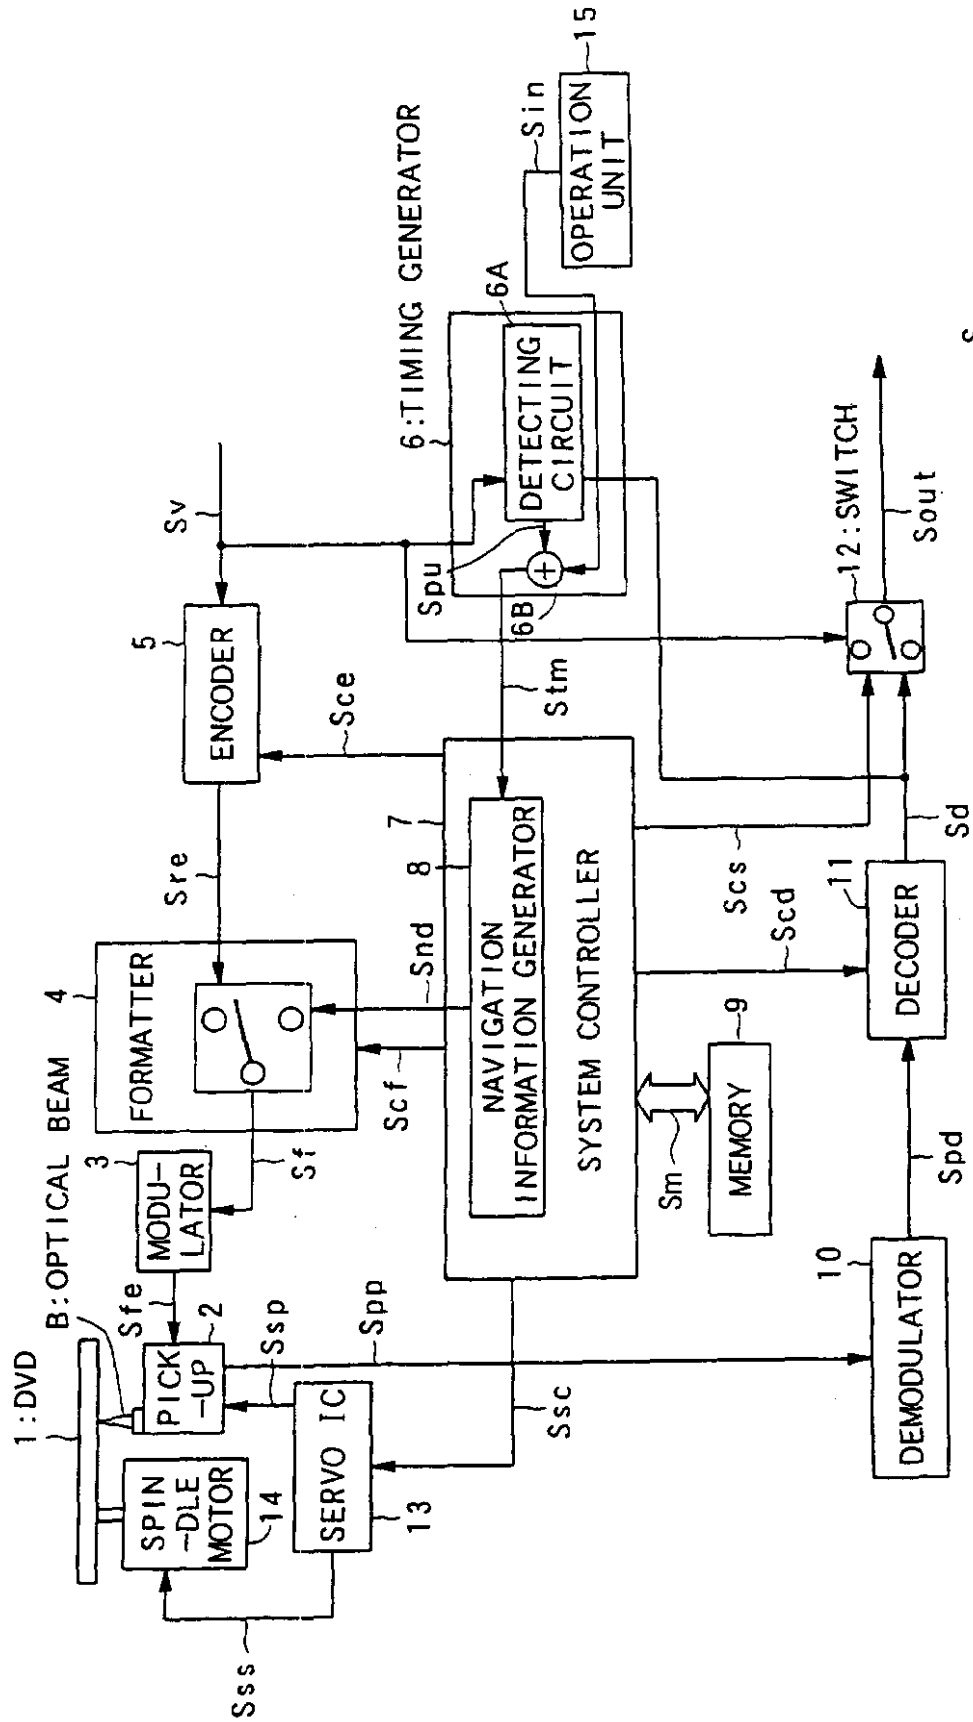 1:DVD
B:OPTICAL BEAM
SPIN
-DLE
MOTOR
14
Sss
PICK
-UP
2
Sfe
Ssp
Spp
SERVO IC
13
Ssc
3
MODU-
LATOR
Sf
4
FORMATTER
Scf
Snd
Sre
5
ENCODER
Sce
Sv
7
8
NAVIGATION
INFORMATION GENERATOR
SYSTEM CONTROLLER
Sm
9
MEMORY
Stm
6:TIMING GENERATOR
6A
DETECTING
CIRCUIT
Spu
6B
+
Sin
15
OPERATION
UNIT
10
DEMODULATOR
Spd
11
DECODER
Scd
Scs
Sd
12:SWITCH
Sout